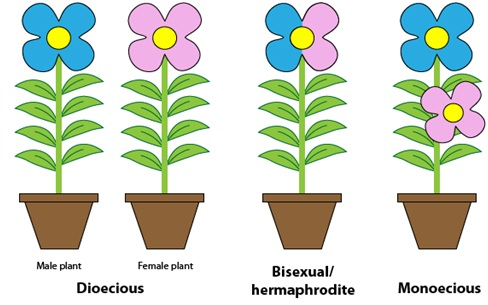 Male plant
Female plant
Dioecious
Bisexual/
hermaphrodite
Monoecious